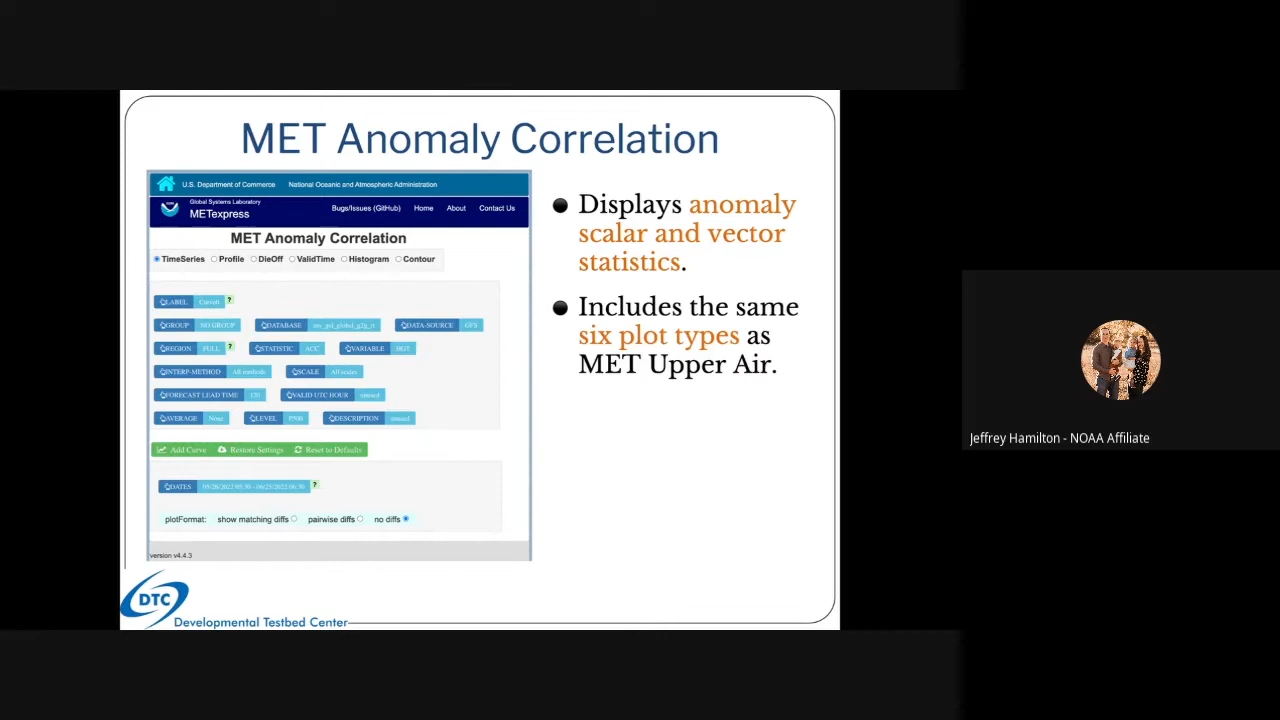 MET Anomaly Correlation
U.S. Department of Commerce National Oceanic and Atmospheric Administration
Global Systems Laboratory
METexpress
Bugs/Issues (GitHub) Home About Contact Us
MET Anomaly Correlation
TimeSeries Profile DieOff ValidTime Histogram Contour
LABEL Curve0 ?
GROUP NO GROUP DATABASE DATA-SOURCE GFS
REGION FULL ? STATISTIC ACC VARIABLE HGT
INTERP-METHOD All methods SCALE All scales
FORECAST LEAD TIME 120 VALID UTC HOUR unused
AVERAGE None LEVEL P500 DESCRIPTION unused
Add Curve Restore Settings Reset to Defaults
DATES ?
plotFormat: show matching diffs pairwise diffs no diffs
version v4.4.3
Displays anomaly
scalar and vector
statistics.
Includes the same
six plot types as
MET Upper Air.
DTC
Developmental Testbed Center
Jeffrey Hamilton - NOAA Affiliate